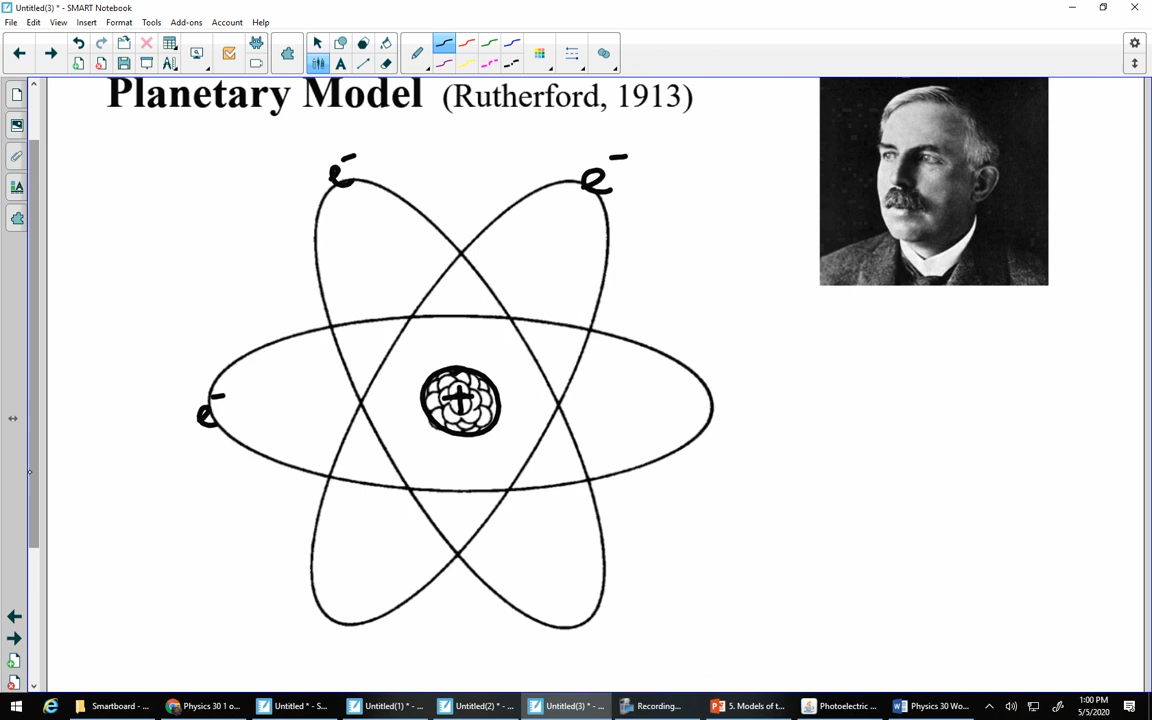 Untitled(3) * - SMART Notebook
File Edit View Insert Format Tools Add-ons Account Help
Planetary Model (Rutherford, 1913)
e⁻ e⁻
+
e⁻
Smartboard - ... Physics 30 1 o... Untitled * - S... Untitled(1) * - ... Untitled(2) * - ... Untitled(3) * - ... Recording... 5. Models of t... Photoelectric ... Physics 30 Wo...
1:00 PM
5/5/2020